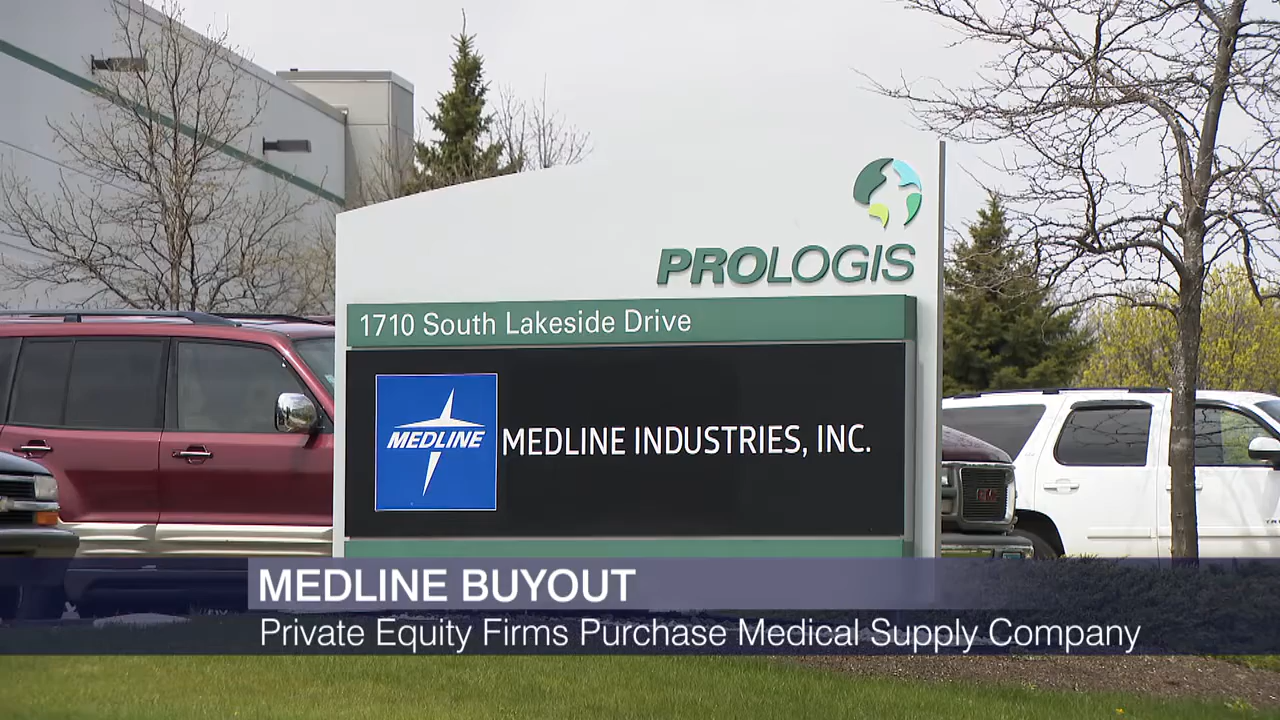 PROLOGIS
1710 South Lakeside Drive
MEDLINE
MEDLINE INDUSTRIES, INC.
MEDLINE BUYOUT
Private Equity Firms Purchase Medical Supply Company